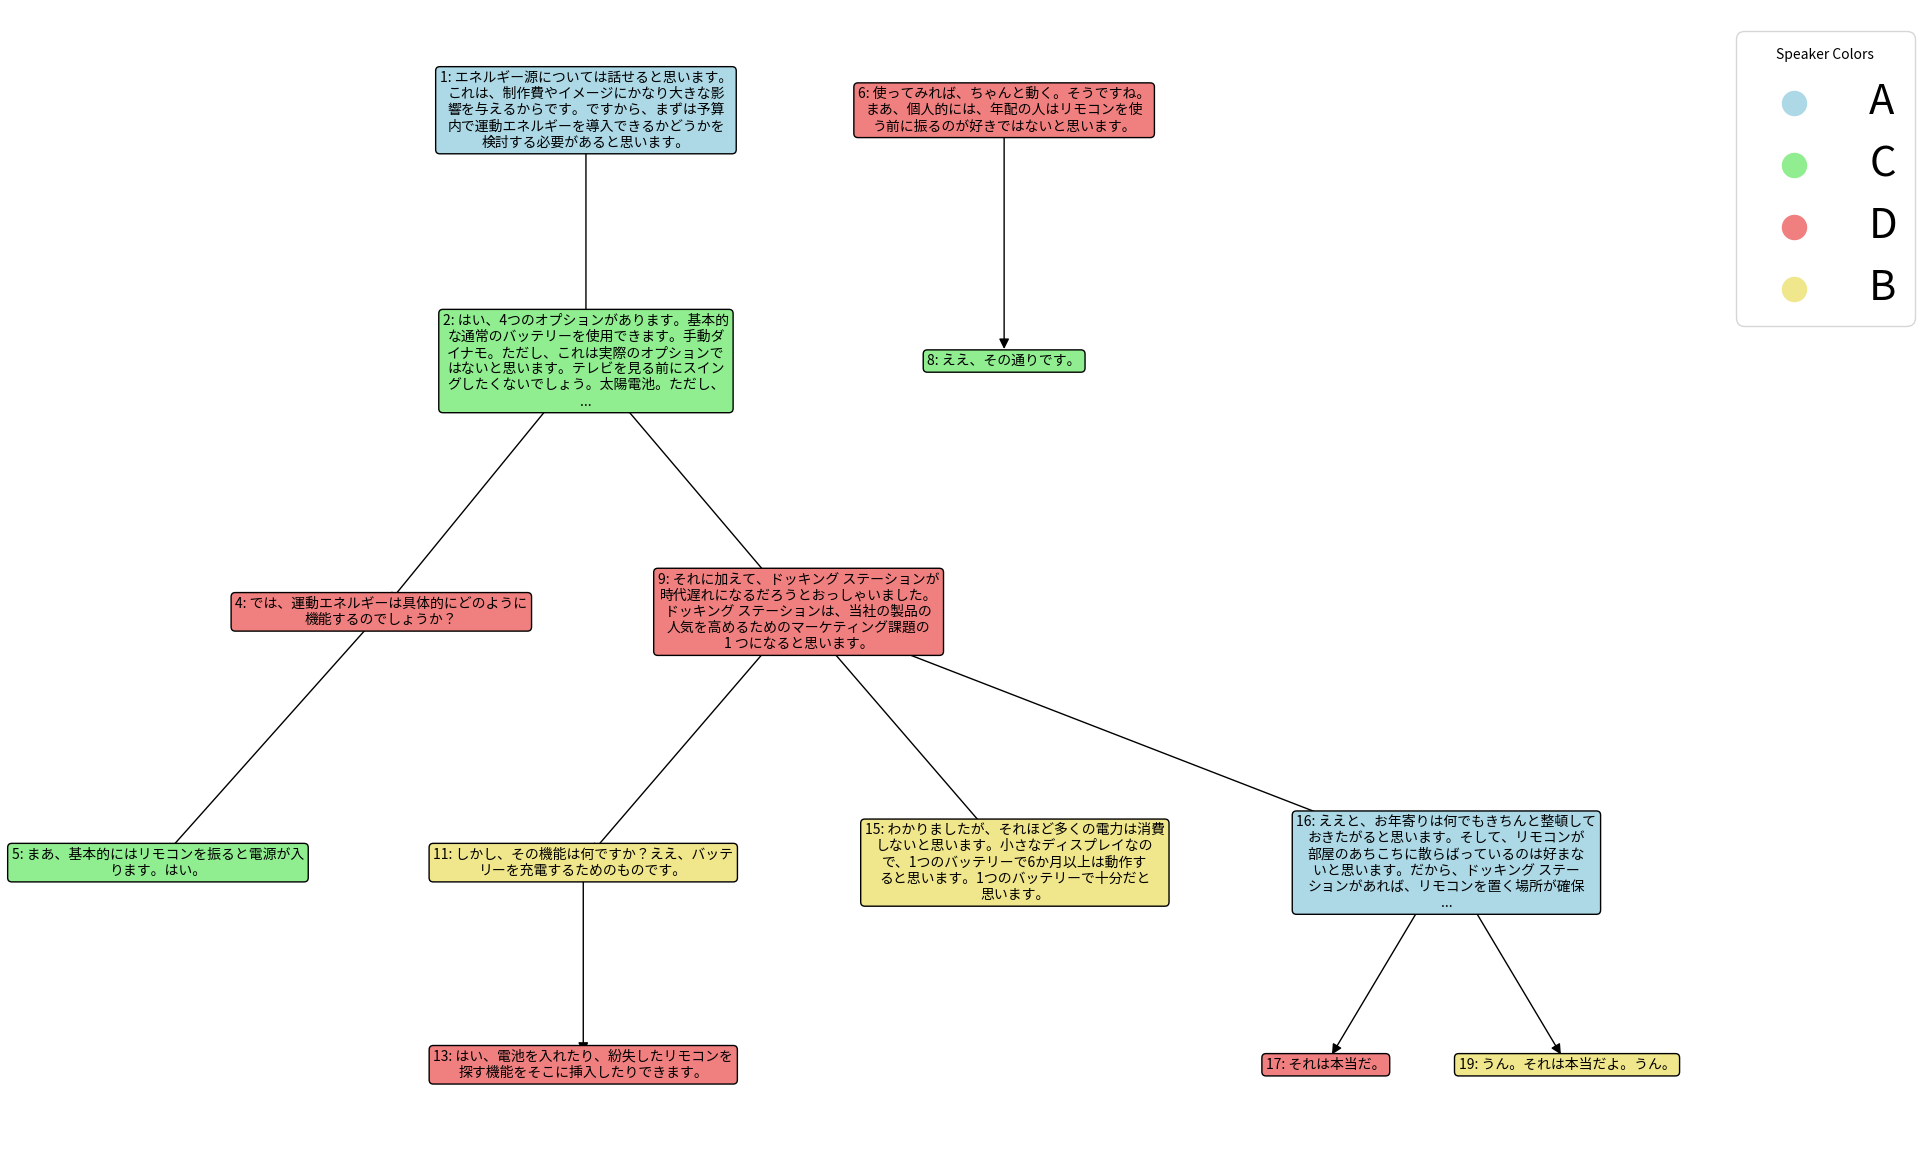 1: エネルギー源については話せると思います。
これは、制作費やイメージにかなり大きな影
響を与えるからです。ですから、まずは予算
内で運動エネルギーを導入できるかどうかを
検討する必要があると思います。
6: 使ってみれば、ちゃんと動く。そうですね。
まあ、個人的には、年配の人はリモコンを使
う前に振るのが好きではないと思います。
Speaker Colors
A
C
D
B
2: はい、4つのオプションがあります。基本的
な通常のバッテリーを使用できます。手動ダ
イナモ。ただし、これは実際のオプションで
はないと思います。テレビを見る前にスイン
グしたくないでしょう。太陽電池。ただし、
...
8: ええ、その通りです。
4: では、運動エネルギーは具体的にどのように
機能するのでしょうか？
9: それに加えて、ドッキング ステーションが
時代遅れになるだろうとおっしゃいました。
ドッキング ステーションは、当社の製品の
人気を高めるためのマーケティング課題の
1 つになると思います。
5: まあ、基本的にはリモコンを振ると電源が入
ります。はい。
11: しかし、その機能は何ですか？ええ、バッテ
リーを充電するためのものです。
15: わかりましたが、それほど多くの電力は消費
しないと思います。小さなディスプレイなの
で、1つのバッテリーで6か月以上は動作す
ると思います。1つのバッテリーで十分だと
思います。
16: ええと、お年寄りは何でもきちんと整頓して
おきたがると思います。そして、リモコンが
部屋のあちこちに散らばっているのは好まな
いと思います。だから、ドッキング ステー
ションがあれば、リモコンを置く場所が確保
...
13: はい、電池を入れたり、紛失したリモコンを
探す機能をそこに挿入したりできます。
17: それは本当だ。
19: うん。それは本当だよ。うん。